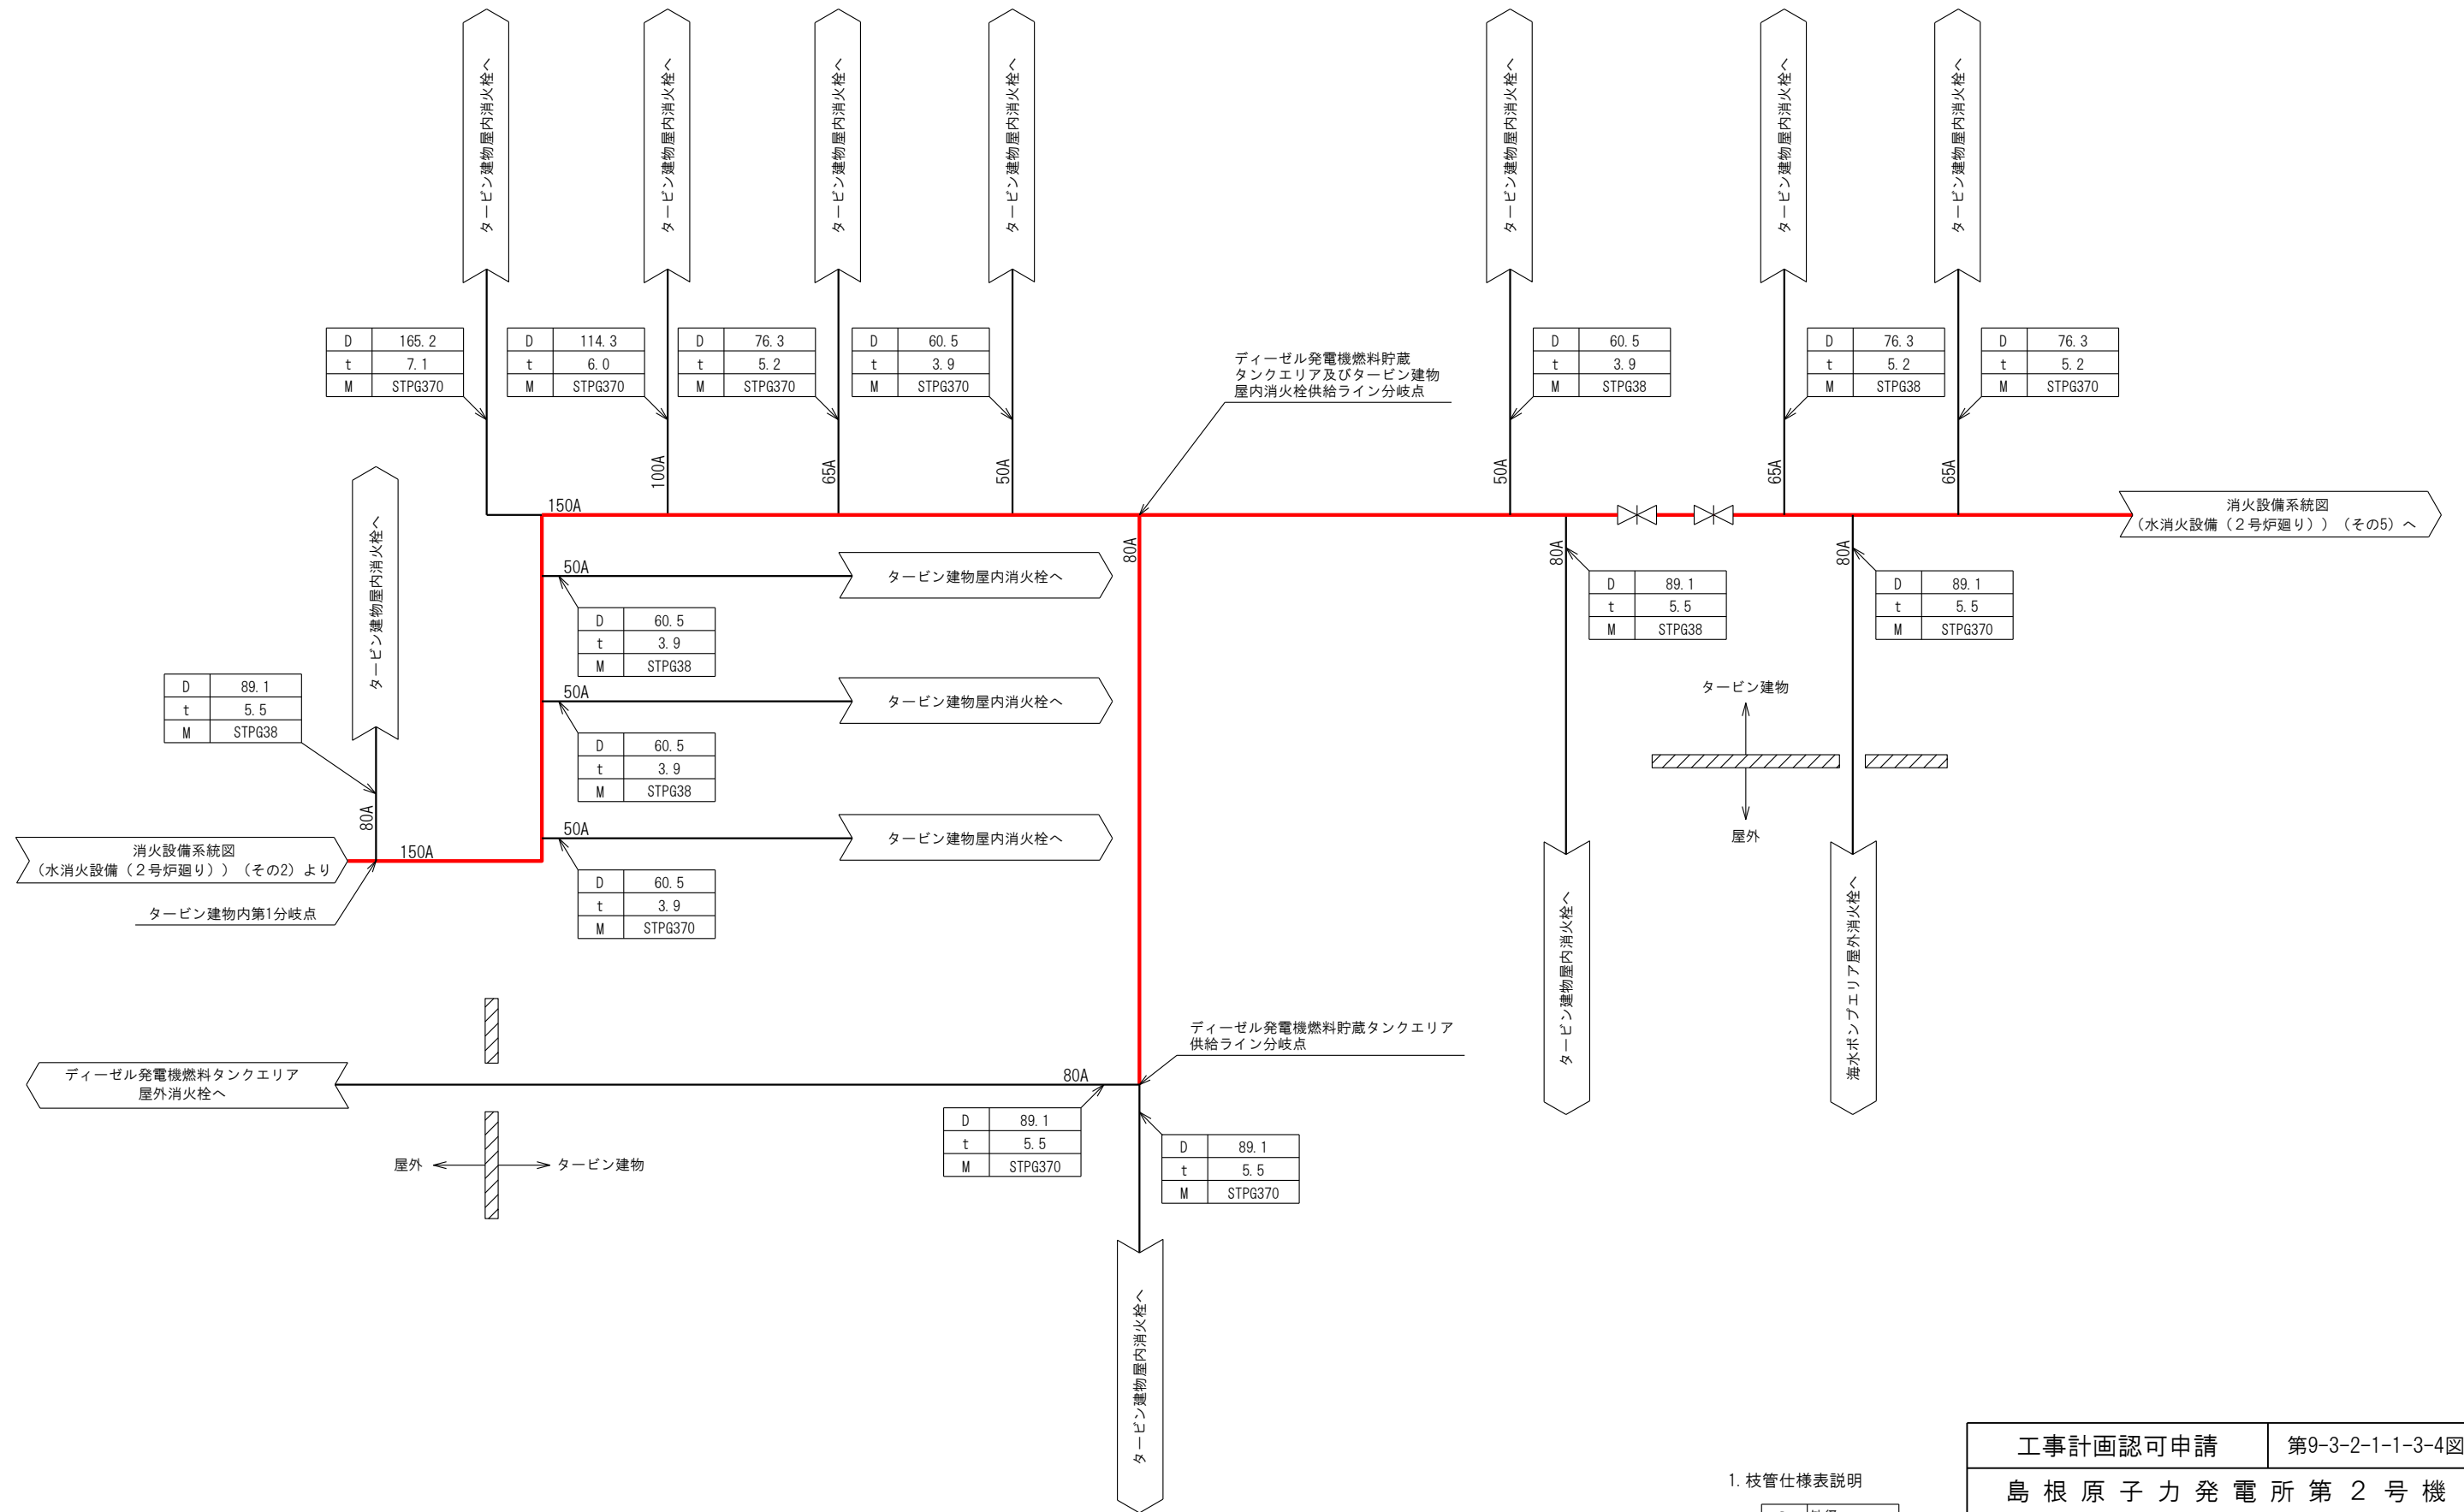 タービン建物屋内消火栓へ
タービン建物屋内消火栓へ
タービン建物屋内消火栓へ
タービン建物屋内消火栓へ
タービン建物屋内消火栓へ
タービン建物屋内消火栓へ
タービン建物屋内消火栓へ
D 165.2
t 7.1
M STPG370
D 114.3
t 6.0
M STPG370
D 76.3
t 5.2
M STPG370
D 60.5
t 3.9
M STPG370
ディーゼル発電機燃料貯蔵
タンクエリア及びタービン建物
屋内消火栓供給ライン分岐点
D 60.5
t 3.9
M STPG38
D 76.3
t 5.2
M STPG38
D 76.3
t 5.2
M STPG370
100A
65A
50A
50A
65A
65A
150A
80A
80A
80A
消火設備系統図
(水消火設備(2号炉廻り))(その5)へ
タービン建物屋内消火栓へ
50A
タービン建物屋内消火栓へ
D 60.5
t 3.9
M STPG38
D 89.1
t 5.5
M STPG38
D 89.1
t 5.5
M STPG370
50A
タービン建物屋内消火栓へ
D 60.5
t 3.9
M STPG38
D 89.1
t 5.5
M STPG38
タービン建物
屋外
80A
50A
タービン建物屋内消火栓へ
D 60.5
t 3.9
M STPG370
消火設備系統図
(水消火設備(2号炉廻り))(その2)より
150A
タービン建物内第1分岐点
タービン建物屋内消火栓へ
海水ポンプエリア屋外消火栓へ
ディーゼル発電機燃料貯蔵タンクエリア
供給ライン分岐点
ディーゼル発電機燃料タンクエリア
屋外消火栓へ
80A
D 89.1
t 5.5
M STPG370
D 89.1
t 5.5
M STPG370
屋外
タービン建物
タービン建物屋内消火栓へ
工事計画認可申請 第9-3-2-1-1-3-4図
島根原子力発電所第2号機
1. 枝管仕様表説明